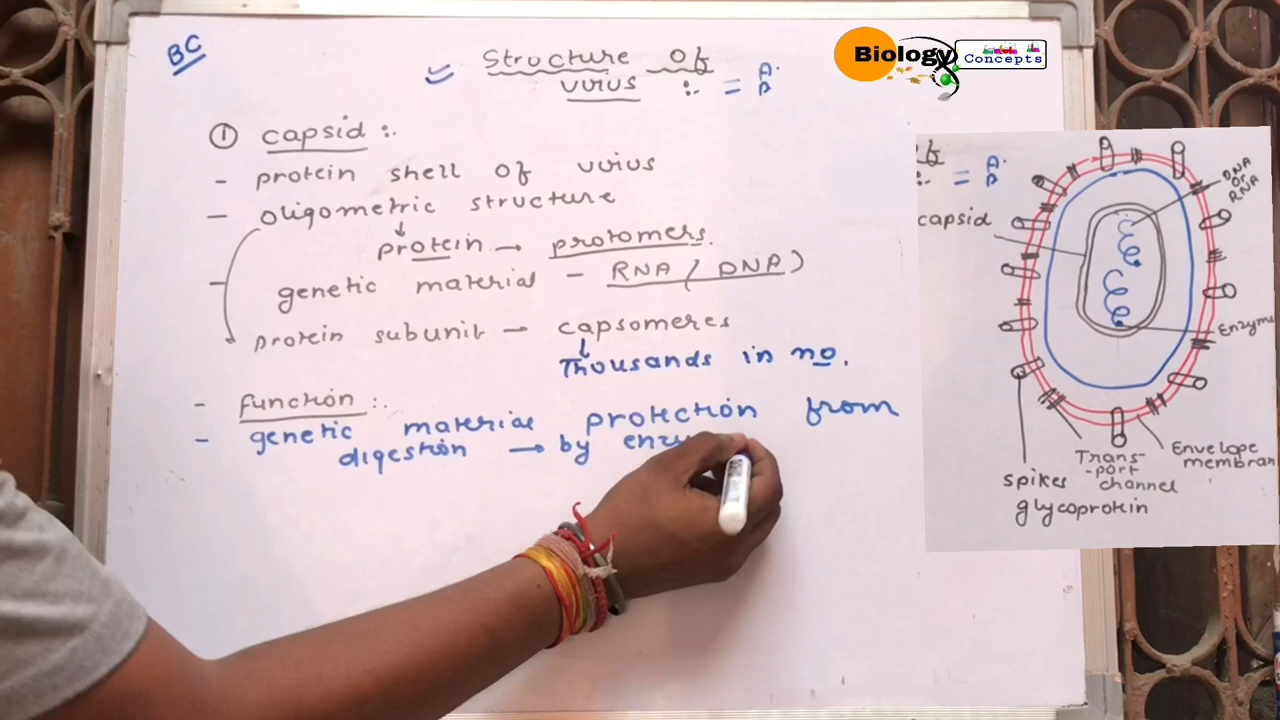 BC
Structure of
virus :- = A.
B
Biology
Concepts
① capsid :-
- protein shell of virus
- oligometric structure
protein → protomers.
- genetic material - RNA ( DNA )
protein subunit - capsomeres
Thousands in no.
- function :-
- genetic material protection from
digestion → by
of
:- = A.
B
DNA
or
RNA
capsid
Enzyme
Envelope
membran
Trans-
-port
channel
spikes
glycoprotein